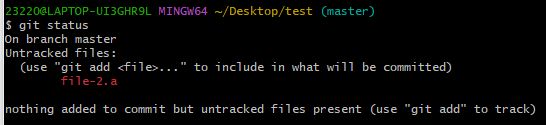 23220@LAPTOP-UI3GHR9L MINGW64 ~/Desktop/test (master)
$ git status
On branch master
Untracked files:
  (use "git add <file>..." to include in what will be committed)
        file-2.a

nothing added to commit but untracked files present (use "git add" to track)